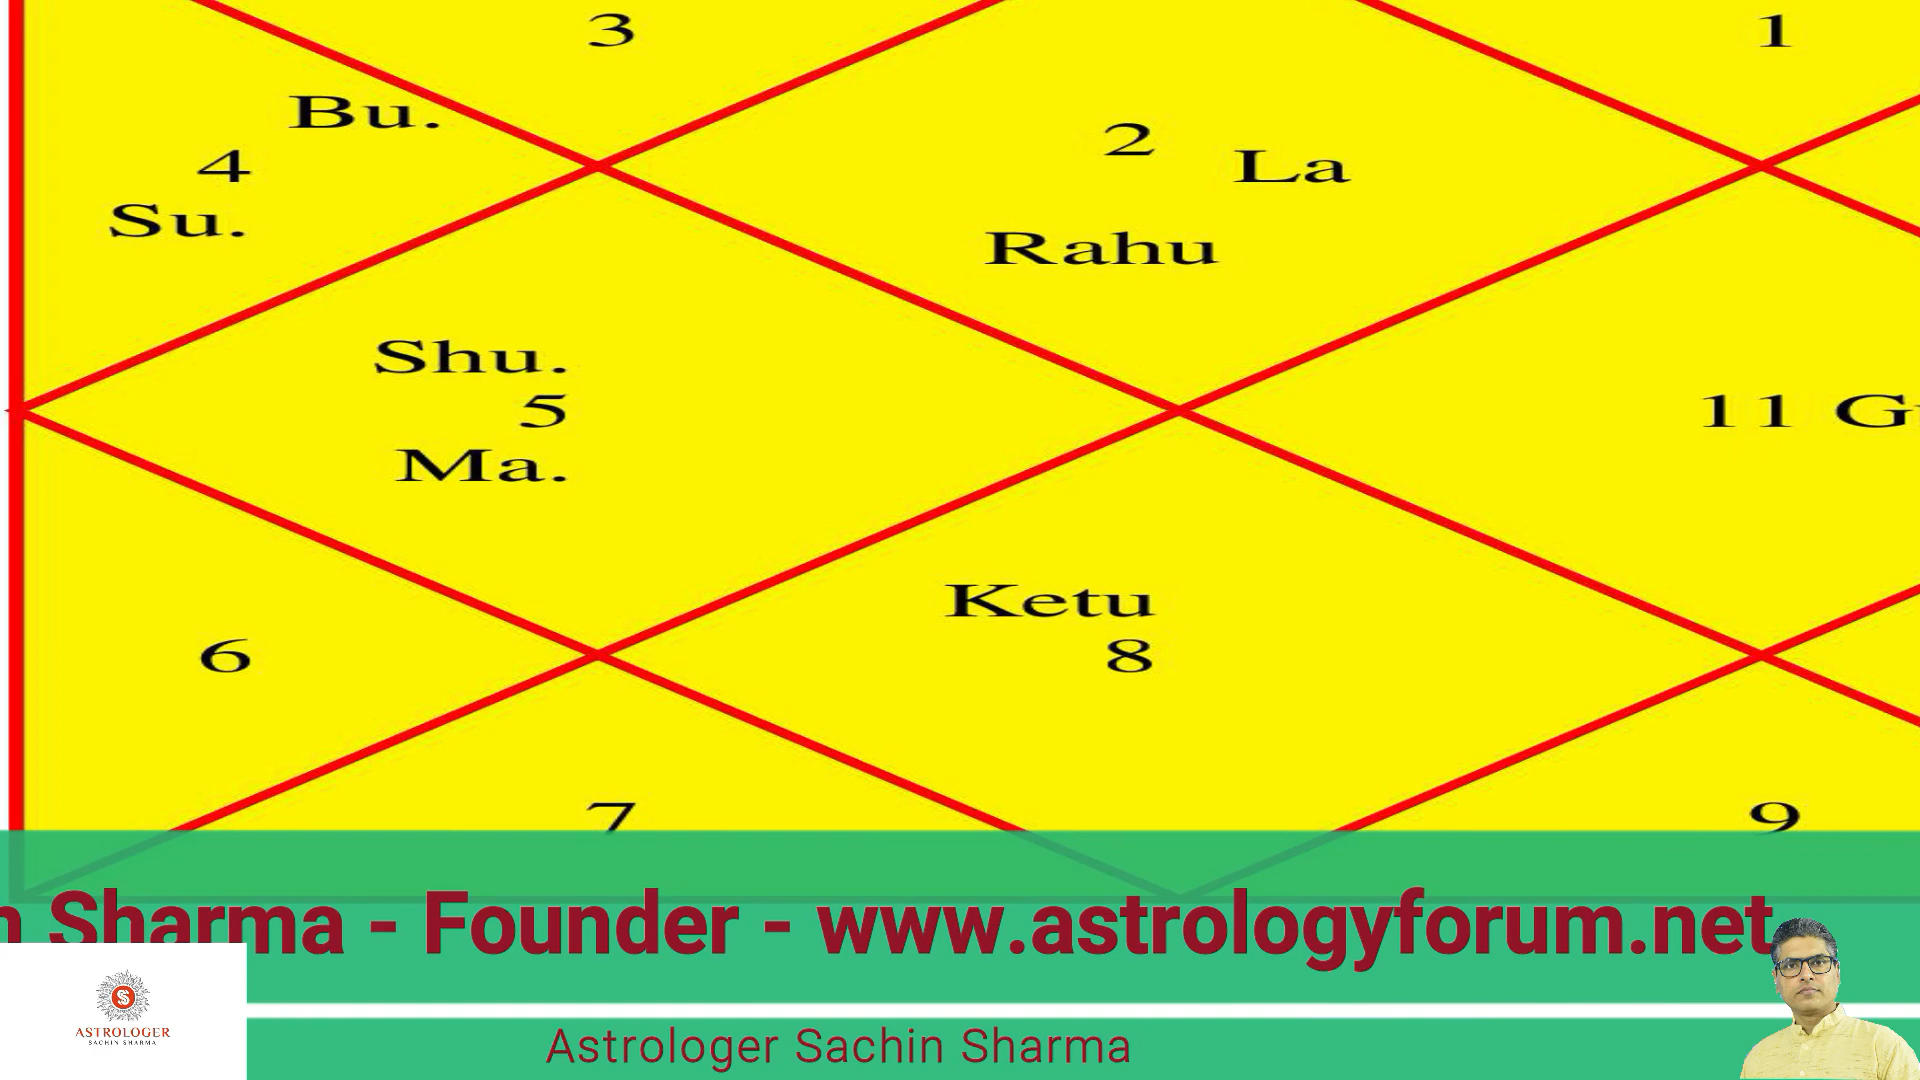 3
1
Bu.
2
La
4
Su.
Rahu
Shu.
5
11
Ma.
Ketu
6
8
7
9
Sharma - Founder - www.astrologyforum.net
S
ASTROLOGER
SACHIN SHARMA
Astrologer Sachin Sharma